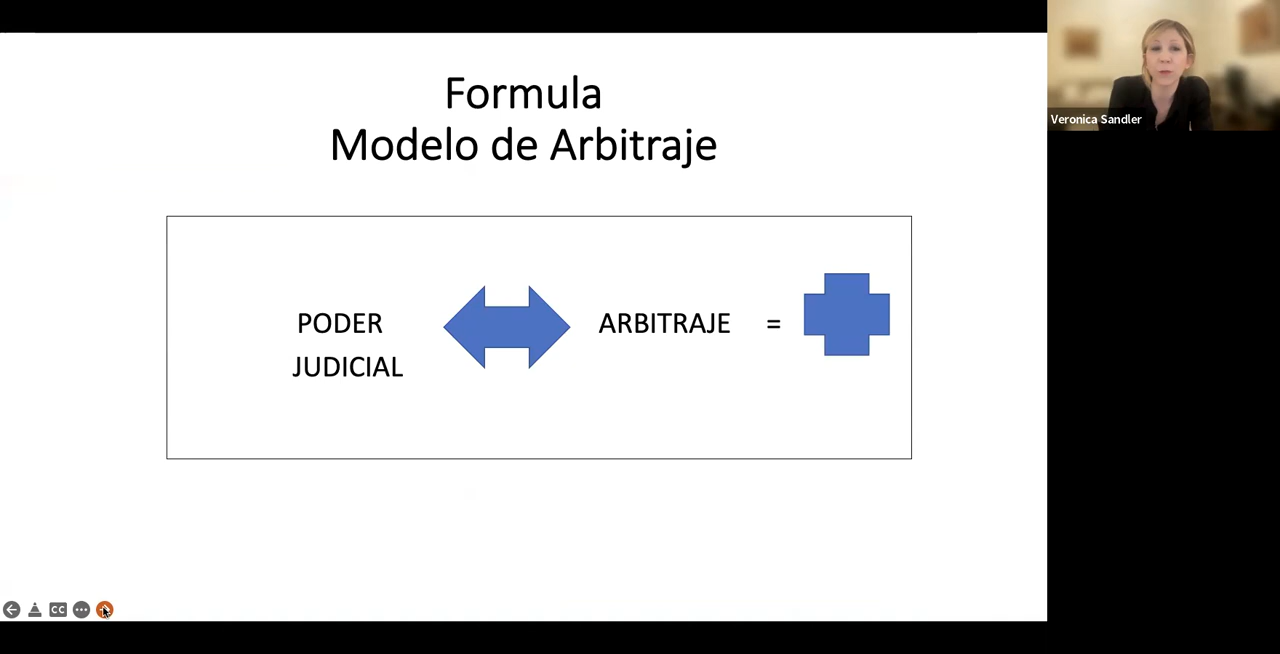 Formula
Modelo de Arbitraje
PODER
JUDICIAL
ARBITRAJE =
Veronica Sandler
CC